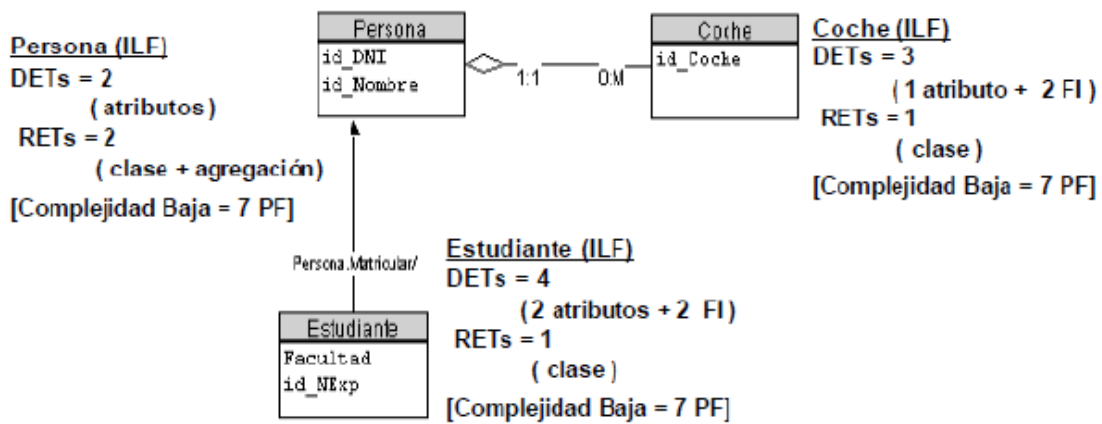 Persona (ILF)
DETs = 2
( atributos )
RETs = 2
( clase + agregación)
[Complejidad Baja = 7 PF]
Persona
id_DNI
id_Nombre
1:1
0:M
Coche
id_Coche
Coche (ILF)
DETs = 3
( 1 atributo + 2 FI )
RETs = 1
( clase )
[Complejidad Baja = 7 PF]
Persona.Matricular/
Estudiante
Facultad
id_NExp
Estudiante (ILF)
DETs = 4
(2 atributos + 2 FI )
RETs = 1
( clase )
[Complejidad Baja = 7 PF]